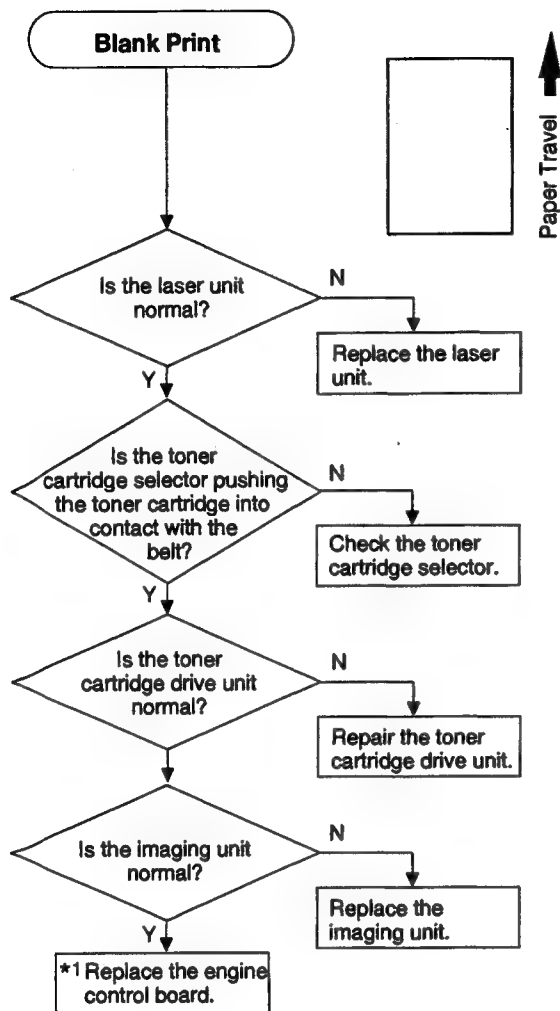 Blank Print
Paper Travel
Is the laser unit
normal?
N
Replace the laser
unit.
Y
Is the toner
cartridge selector pushing
the toner cartridge into
contact with the
belt?
N
Check the toner
cartridge selector.
Y
Is the toner
cartridge drive unit
normal?
N
Repair the toner
cartridge drive unit.
Is the imaging unit
normal?
N
Replace the
imaging unit.
Y
*1 Replace the engine
control board.